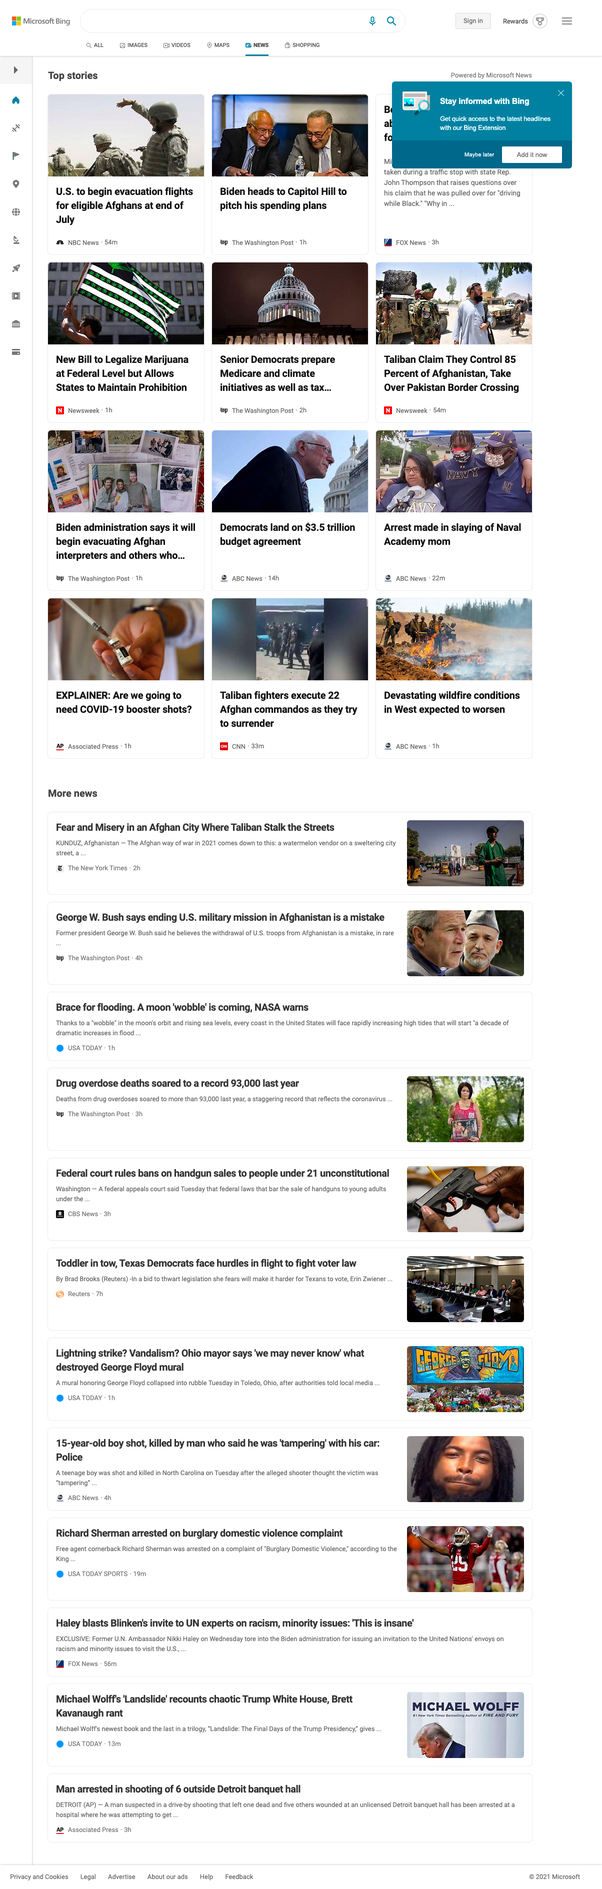 Microsoft Bing
Sign in
Rewards
ALL
IMAGES
VIDEOS
MAPS
NEWS
SHOPPING
Top stories
Powered by Microsoft News
Stay informed with Bing
Get quick access to the latest headlines
with our Bing Extension
Maybe later
Add it now
U.S. to begin evacuation flights
for eligible Afghans at end of
July
NBC News · 54m
Biden heads to Capitol Hill to
pitch his spending plans
The Washington Post · 1h
taken during a traffic stop with state Rep.
John Thompson that raises questions over
his claim that he was pulled over for "driving
while Black." "Why in ...
FOX News · 3h
New Bill to Legalize Marijuana
at Federal Level but Allows
States to Maintain Prohibition
Newsweek · 1h
Senior Democrats prepare
Medicare and climate
initiatives as well as tax...
The Washington Post · 2h
Taliban Claim They Control 85
Percent of Afghanistan, Take
Over Pakistan Border Crossing
Newsweek · 54m
Biden administration says it will
begin evacuating Afghan
interpreters and others who...
The Washington Post · 1h
Democrats land on $3.5 trillion
budget agreement
ABC News · 14h
NAVY
Arrest made in slaying of Naval
Academy mom
ABC News · 22m
EXPLAINER: Are we going to
need COVID-19 booster shots?
AP Associated Press · 1h
Taliban fighters execute 22
Afghan commandos as they try
to surrender
CNN · 33m
Devastating wildfire conditions
in West expected to worsen
ABC News · 1h
More news
Fear and Misery in an Afghan City Where Taliban Stalk the Streets
KUNDUZ, Afghanistan — The Afghan way of war in 2021 comes down to this: a watermelon vendor on a sweltering city
street, a ...
The New York Times · 2h
George W. Bush says ending U.S. military mission in Afghanistan is a mistake
Former president George W. Bush said he believes the withdrawal of U.S. troops from Afghanistan is a mistake, in rare
...
The Washington Post · 4h
Brace for flooding. A moon 'wobble' is coming, NASA warns
Thanks to a "wobble" in the moon's orbit and rising sea levels, every coast in the United States will face rapidly increasing high tides that will start "a decade of
dramatic increases in flood ...
USA TODAY · 1h
Drug overdose deaths soared to a record 93,000 last year
Deaths from drug overdoses soared to more than 93,000 last year, a staggering record that reflects the coronavirus ...
The Washington Post · 3h
Federal court rules bans on handgun sales to people under 21 unconstitutional
Washington — A federal appeals court said Tuesday that federal laws that bar the sale of handguns to young adults
under the ...
CBS News · 3h
Toddler in tow, Texas Democrats face hurdles in flight to fight voter law
By Brad Brooks (Reuters) -In a bid to thwart legislation she fears will make it harder for Texans to vote, Erin Zwiener ...
Reuters · 7h
Lightning strike? Vandalism? Ohio mayor says 'we may never know' what
destroyed George Floyd mural
A mural honoring George Floyd collapsed into rubble Tuesday in Toledo, Ohio, after authorities told local media ...
USA TODAY · 1h
GEORGE FLOYD
15-year-old boy shot, killed by man who said he was 'tampering' with his car:
Police
A teenage boy was shot and killed in North Carolina on Tuesday after the alleged shooter thought the victim was
"tampering" ...
ABC News · 4h
Richard Sherman arrested on burglary domestic violence complaint
Free agent cornerback Richard Sherman was arrested on a complaint of "Burglary Domestic Violence," according to the
King ...
USA TODAY SPORTS · 19m
25
Haley blasts Blinken's invite to UN experts on racism, minority issues: 'This is insane'
EXCLUSIVE: Former U.N. Ambassador Nikki Haley on Wednesday tore into the Biden administration for issuing an invitation to the United Nations' envoys on
racism and minority issues to visit the U.S., ...
FOX News · 56m
Michael Wolff's 'Landslide' recounts chaotic Trump White House, Brett
Kavanaugh rant
Michael Wolff's newest book and the last in a trilogy, "Landslide: The Final Days of the Trump Presidency," gives ...
USA TODAY · 13m
MICHAEL WOLFF
#1 New York Times Bestselling Author of FIRE AND FURY
Man arrested in shooting of 6 outside Detroit banquet hall
DETROIT (AP) — A man suspected in a drive-by shooting that left one dead and five others wounded at an unlicensed Detroit banquet hall has been arrested at a
hospital where he was attempting to get ...
AP Associated Press · 3h
Privacy and Cookies
Legal
Advertise
About our ads
Help
Feedback
© 2021 Microsoft